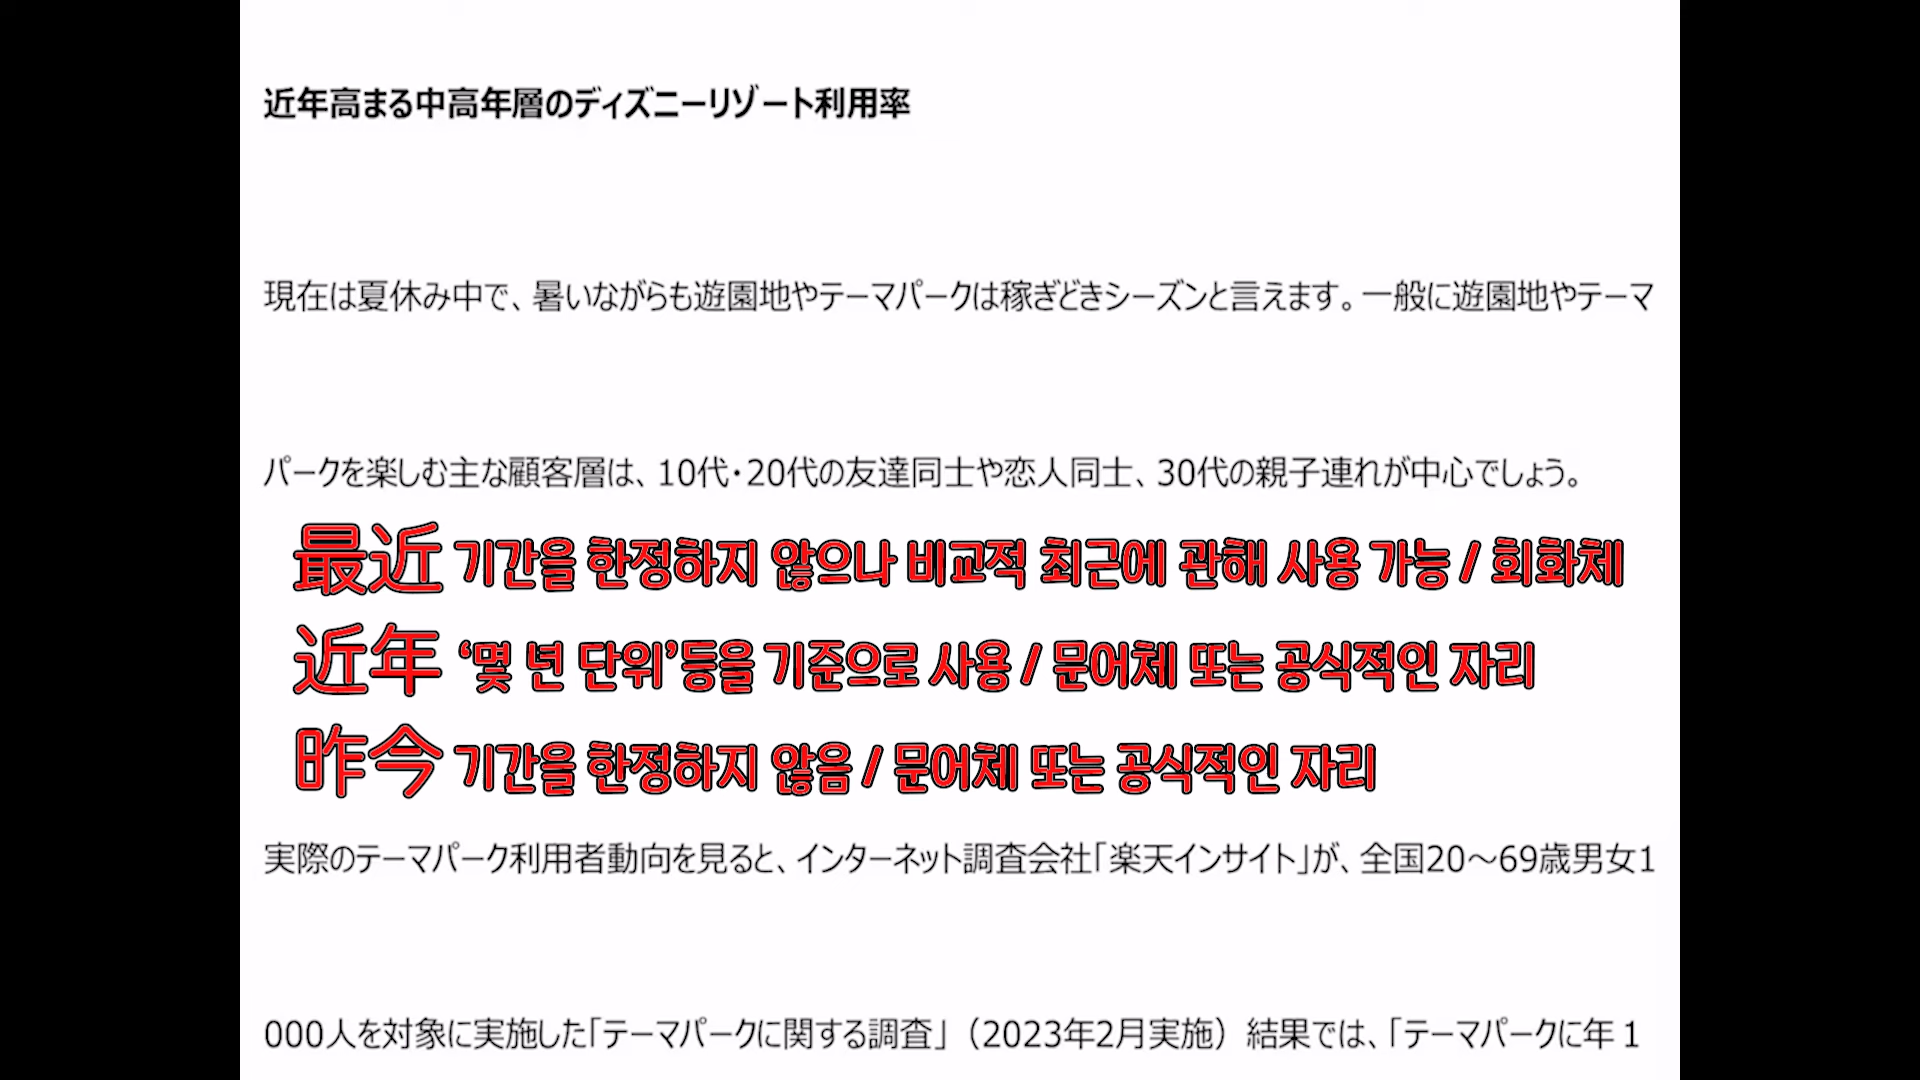 近年高まる中高年層のディズニーリゾート利用率
現在は夏休み中で、暑いながらも遊園地やテーマパークは稼ぎどきシーズンと言えます。一般に遊園地やテーマ
パークを楽しむ主な顧客層は、10代・20代の友達同士や恋人同士、30代の親子連れが中心でしょう。
最近 기간을 한정하지 않으나 비교적 최근에 관해 사용 가능 / 회화체
近年 ‘몇 년 단위’등을 기준으로 사용 / 문어체 또는 공식적인 자리
昨今 기간을 한정하지 않음 / 문어체 또는 공식적인 자리
実際のテーマパーク利用者動向を見ると、インターネット調査会社「楽天インサイト」が、全国20～69歳男女1
000人を対象に実施した「テーマパークに関する調査」（2023年2月実施）結果では、「テーマパークに年１